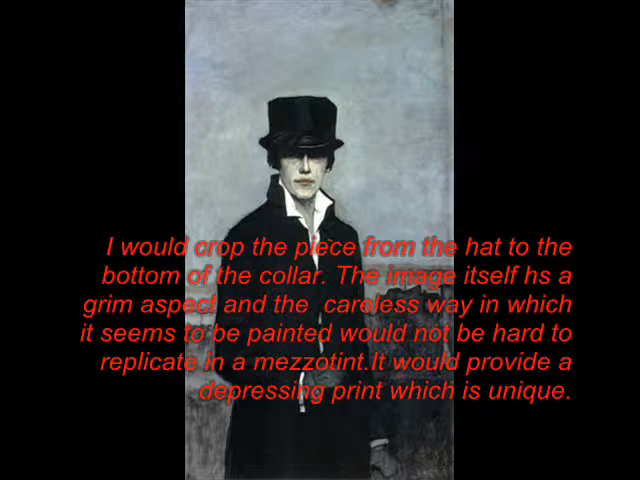 I would crop the piece from the hat to the
bottom of the collar. The image itself hs a
grim aspect and the  careless way in which
it seems to be painted would not be hard to
replicate in a mezzotint.It would provide a
depressing print which is unique.